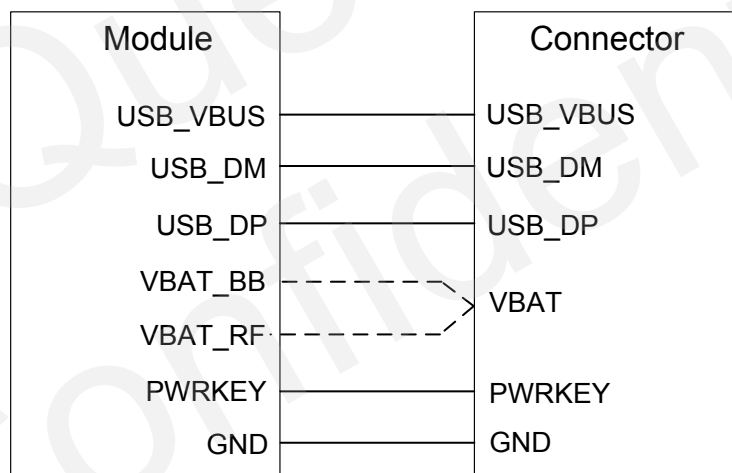 Module
Connector
USB_VBUS
USB_VBUS
USB_DM
USB_DM
USB_DP
USB_DP
VBAT_BB
VBAT
VBAT_RF
PWRKEY
PWRKEY
GND
GND